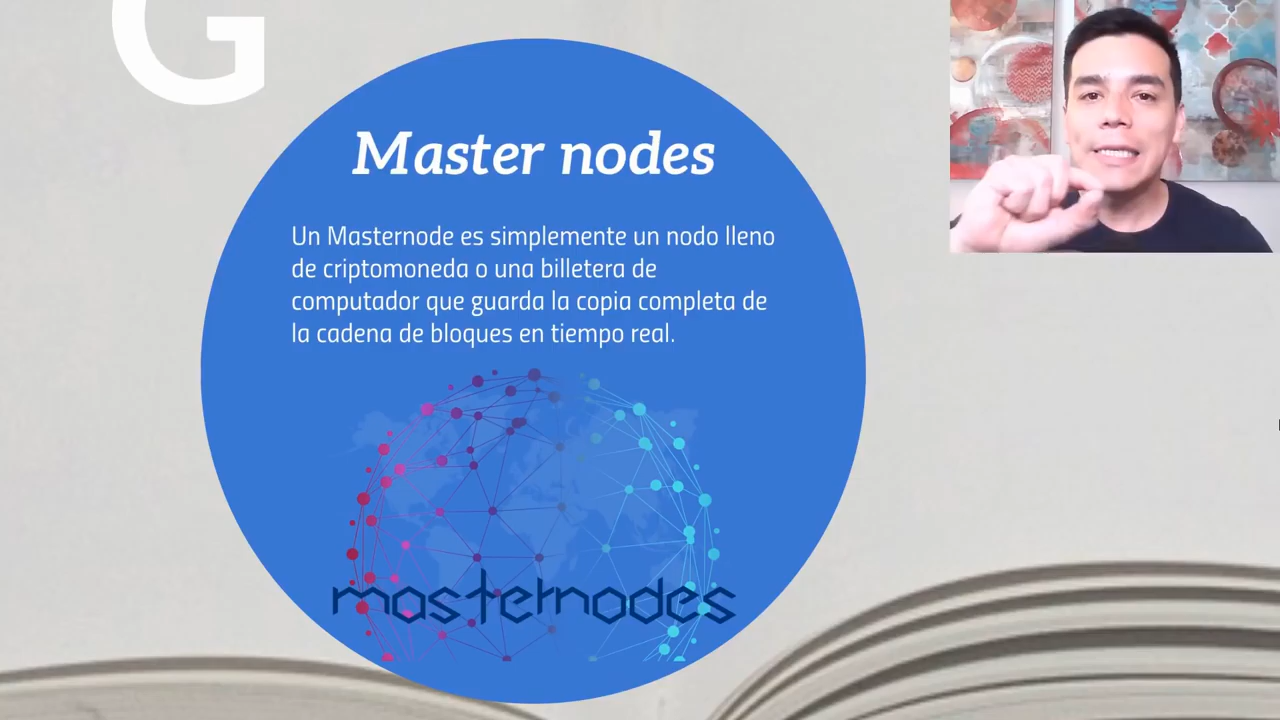 G
Master nodes
Un Masternode es simplemente un nodo lleno
de criptomoneda o una billetera de
computador que guarda la copia completa de
la cadena de bloques en tiempo real.
masternodes